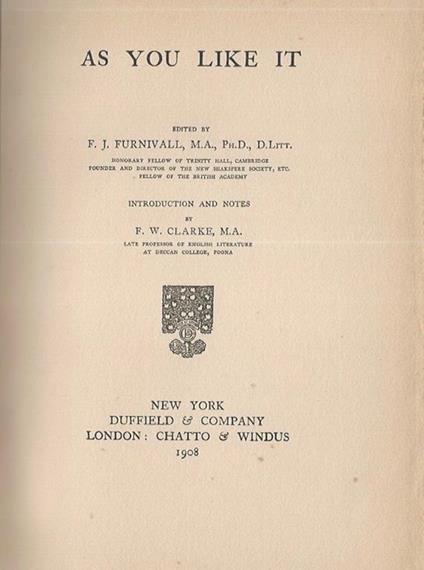 AS YOU LIKE IT
EDITED BY
F. J. FURNIVALL, M.A., PH.D., D.LITT.
HONORARY FELLOW OF TRINITY HALL, CAMBRIDGE
FOUNDER AND DIRECTOR OF THE NEW SHAKSPERE SOCIETY, ETC.
FELLOW OF THE BRITISH ACADEMY
INTRODUCTION AND NOTES
BY
F. W. CLARKE, M.A.
LATE PROFESSOR OF ENGLISH LITERATURE
AT DECCAN COLLEGE, POONA
NEW YORK
DUFFIELD & COMPANY
LONDON: CHATTO & WINDUS
1908